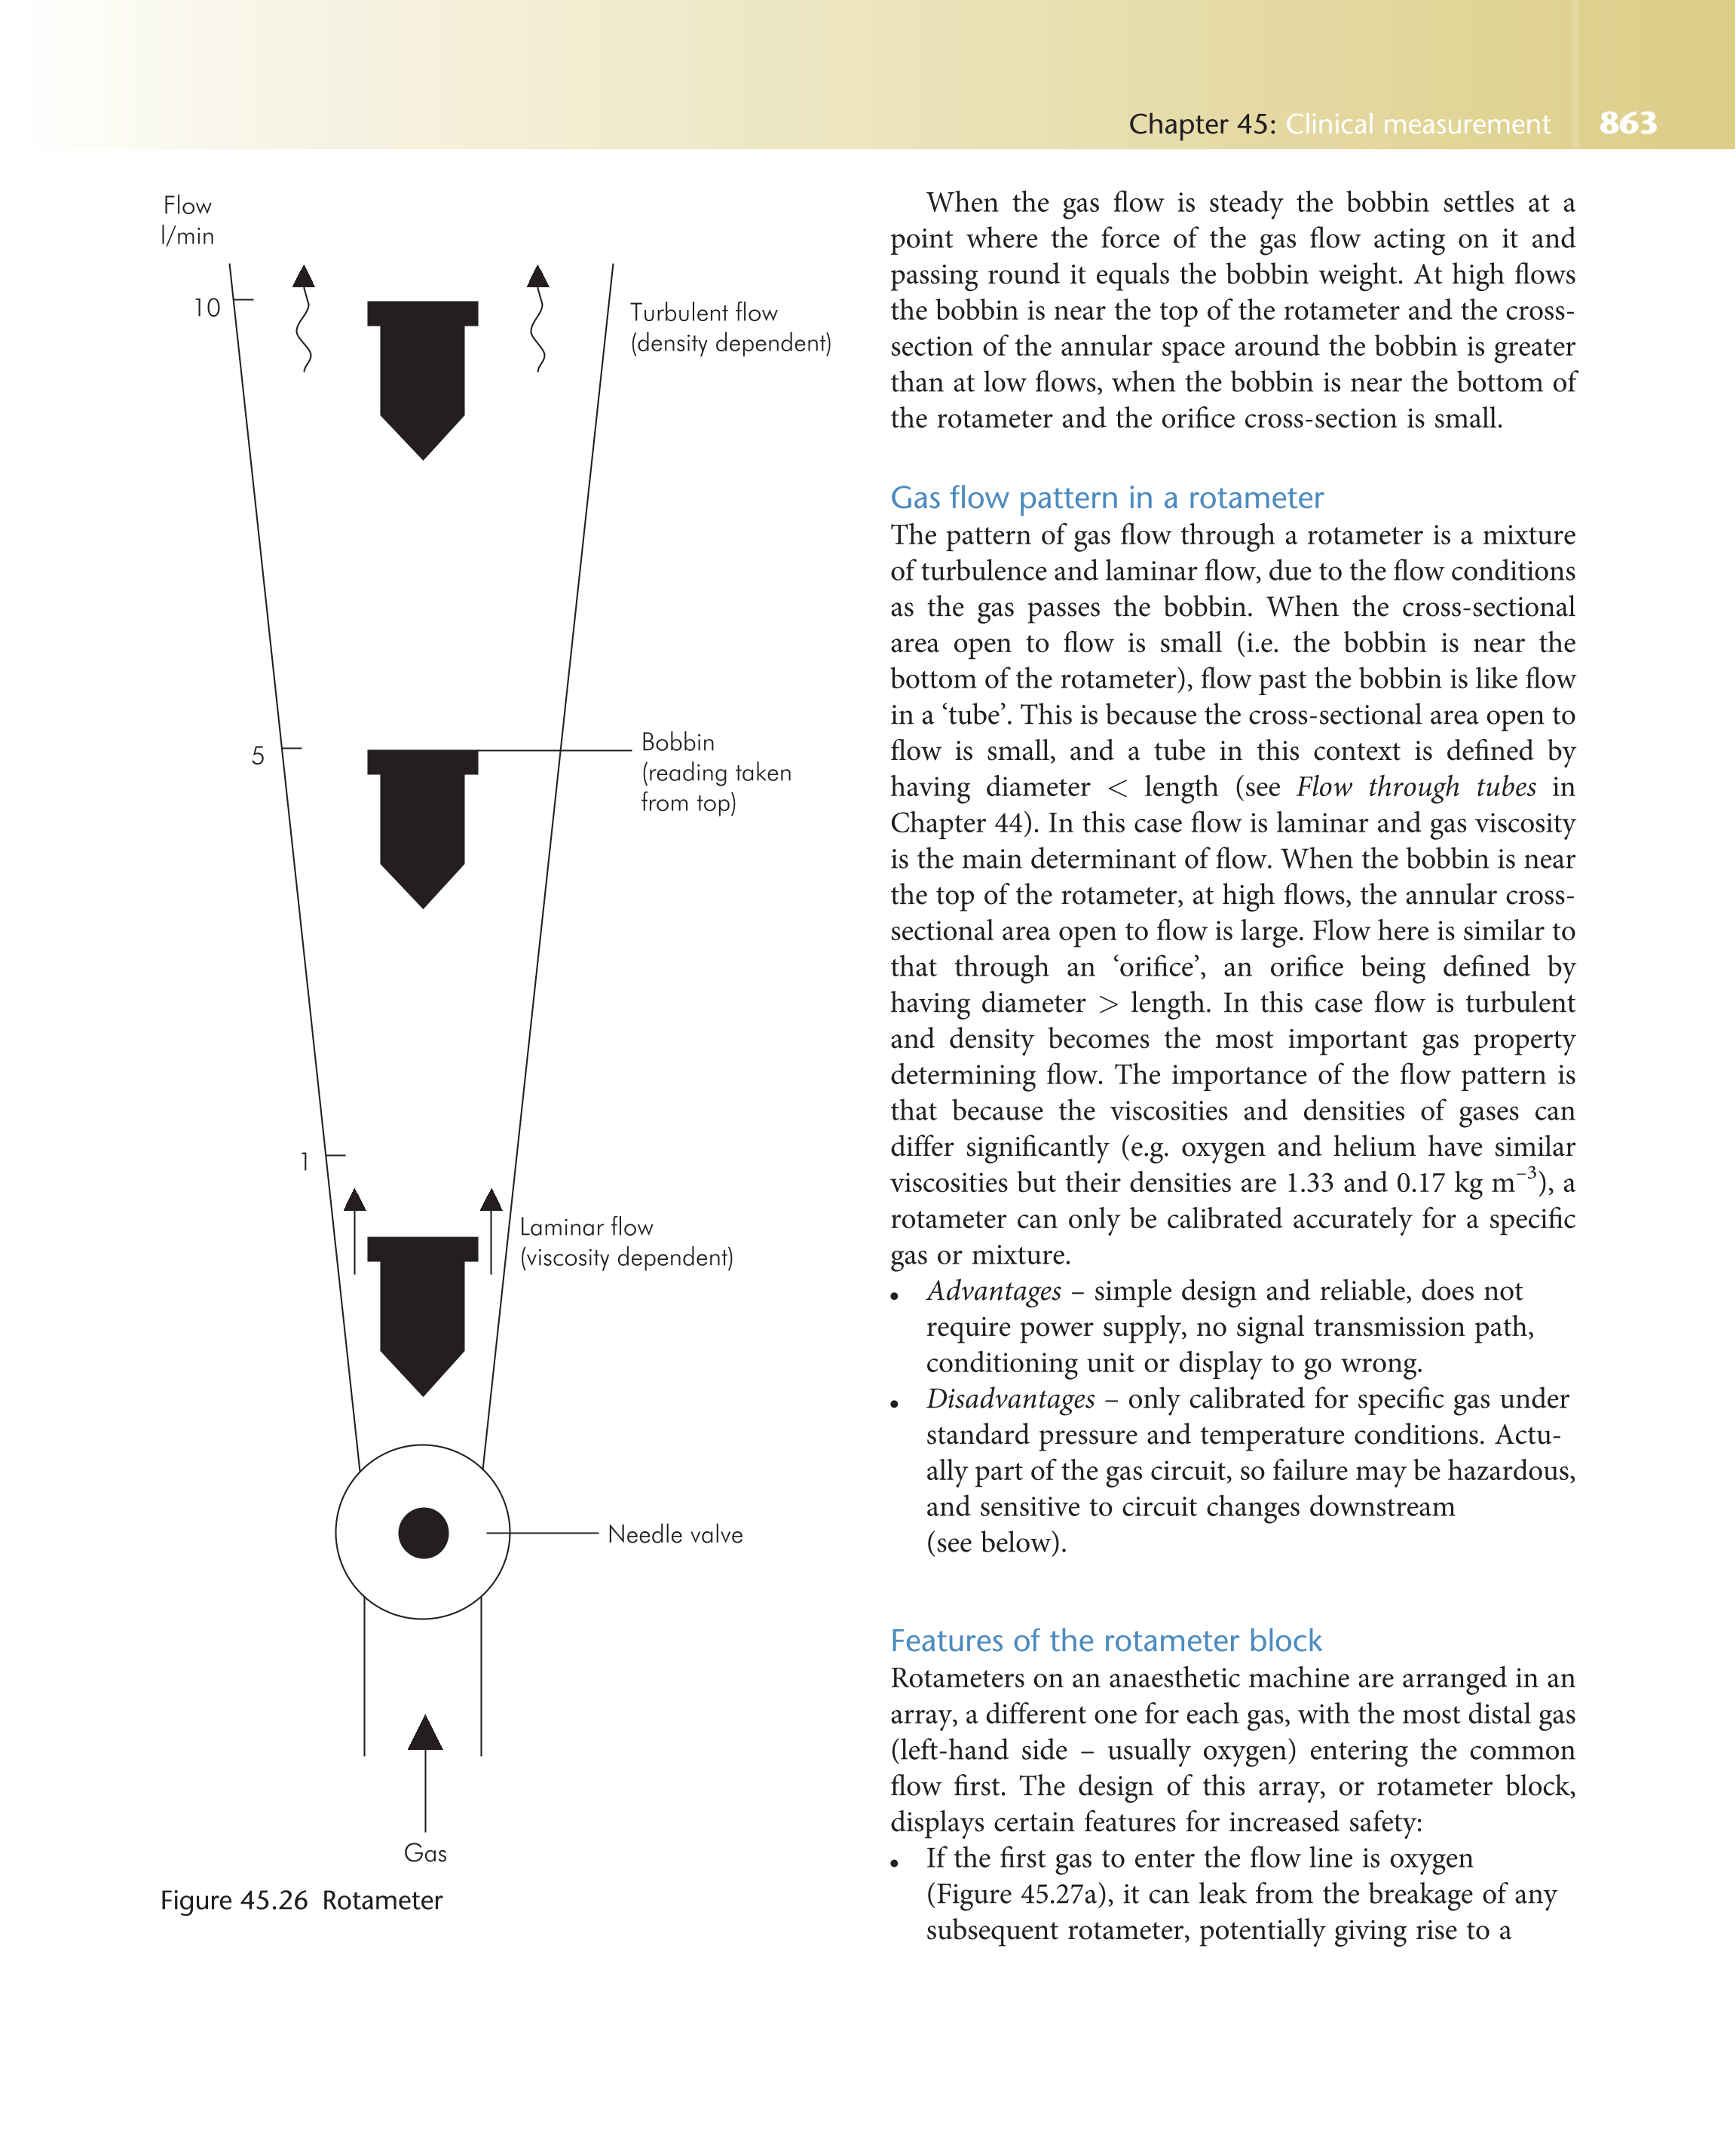 Chapter 45: Clinical measurement 863
Flow
l/min
10
Turbulent flow
(density dependent)
5
Bobbin
(reading taken
from top)
1
Laminar flow
(viscosity dependent)
Needle valve
Gas
Figure 45.26 Rotameter
When the gas flow is steady the bobbin settles at a
point where the force of the gas flow acting on it and
passing round it equals the bobbin weight. At high flows
the bobbin is near the top of the rotameter and the cross-
section of the annular space around the bobbin is greater
than at low flows, when the bobbin is near the bottom of
the rotameter and the orifice cross-section is small.
Gas flow pattern in a rotameter
The pattern of gas flow through a rotameter is a mixture
of turbulence and laminar flow, due to the flow conditions
as the gas passes the bobbin. When the cross-sectional
area open to flow is small (i.e. the bobbin is near the
bottom of the rotameter), flow past the bobbin is like flow
in a ‘tube’. This is because the cross-sectional area open to
flow is small, and a tube in this context is defined by
having diameter < length (see Flow through tubes in
Chapter 44). In this case flow is laminar and gas viscosity
is the main determinant of flow. When the bobbin is near
the top of the rotameter, at high flows, the annular cross-
sectional area open to flow is large. Flow here is similar to
that through an ‘orifice’, an orifice being defined by
having diameter > length. In this case flow is turbulent
and density becomes the most important gas property
determining flow. The importance of the flow pattern is
that because the viscosities and densities of gases can
differ significantly (e.g. oxygen and helium have similar
viscosities but their densities are 1.33 and 0.17 kg m⁻³), a
rotameter can only be calibrated accurately for a specific
gas or mixture.
• Advantages – simple design and reliable, does not
require power supply, no signal transmission path,
conditioning unit or display to go wrong.
• Disadvantages – only calibrated for specific gas under
standard pressure and temperature conditions. Actu-
ally part of the gas circuit, so failure may be hazardous,
and sensitive to circuit changes downstream
(see below).
Features of the rotameter block
Rotameters on an anaesthetic machine are arranged in an
array, a different one for each gas, with the most distal gas
(left-hand side – usually oxygen) entering the common
flow first. The design of this array, or rotameter block,
displays certain features for increased safety:
• If the first gas to enter the flow line is oxygen
(Figure 45.27a), it can leak from the breakage of any
subsequent rotameter, potentially giving rise to a